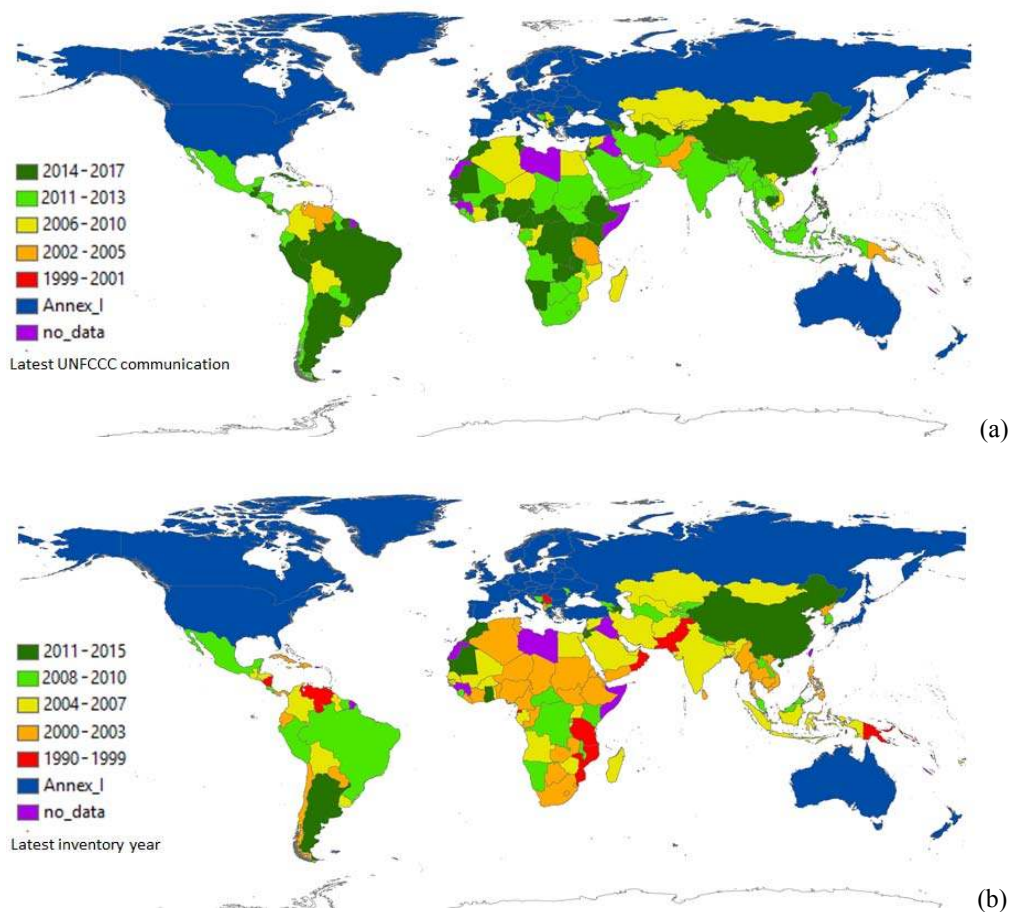 2014-2017
2011-2013
2006-2010
2002-2005
1999-2001
Annex_I
no_data
Latest UNFCCC communication
(a)
2011-2015
2008-2010
2004-2007
2000-2003
1990-1999
Annex_I
no_data
Latest inventory year
(b)